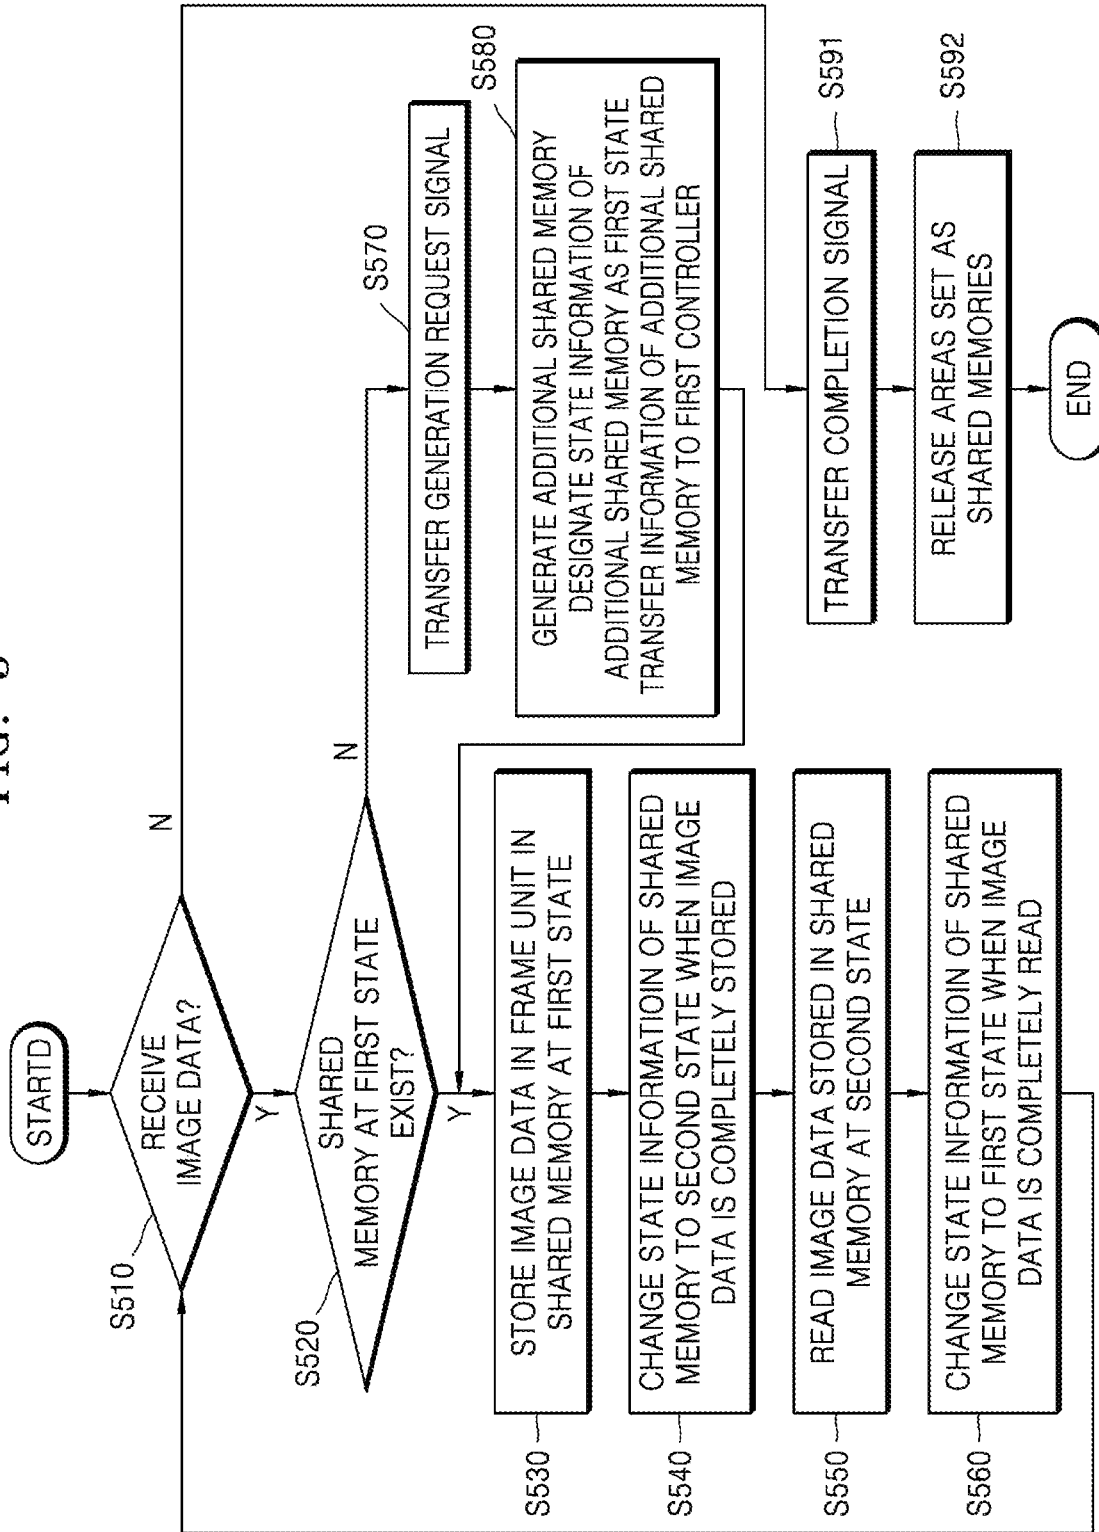 STARTD
RECEIVE
IMAGE DATA?
S510
N
Y
SHARED
MEMORY AT FIRST STATE
EXIST?
S520
N
Y
STORE IMAGE DATA IN FRAME UNIT IN
SHARED MEMORY AT FIRST STATE
S530
CHANGE STATE INFORMATIOIN OF SHARED
MEMORY TO SECOND STATE WHEN IMAGE
DATA IS COMPLETELY STORED
S540
READ IMAGE DATA STORED IN SHARED
MEMORY AT SECOND STATE
S550
CHANGE STATE INFORMATIOIN OF SHARED
MEMORY TO FIRST STATE WHEN IMAGE
DATA IS COMPLETELY READ
S560
TRANSFER GENERATION REQUEST SIGNAL
S570
GENERATE ADDITIONAL SHARED MEMORY
DESIGNATE STATE INFORMATION OF
ADDITIONAL SHARED MEMORY AS FIRST STATE
TRANSFER INFORMATION OF ADDITIONAL SHARED
MEMORY TO FIRST CONTROLLER
S580
TRANSFER COMPLETION SIGNAL
S591
RELEASE AREAS SET AS
SHARED MEMORIES
S592
END